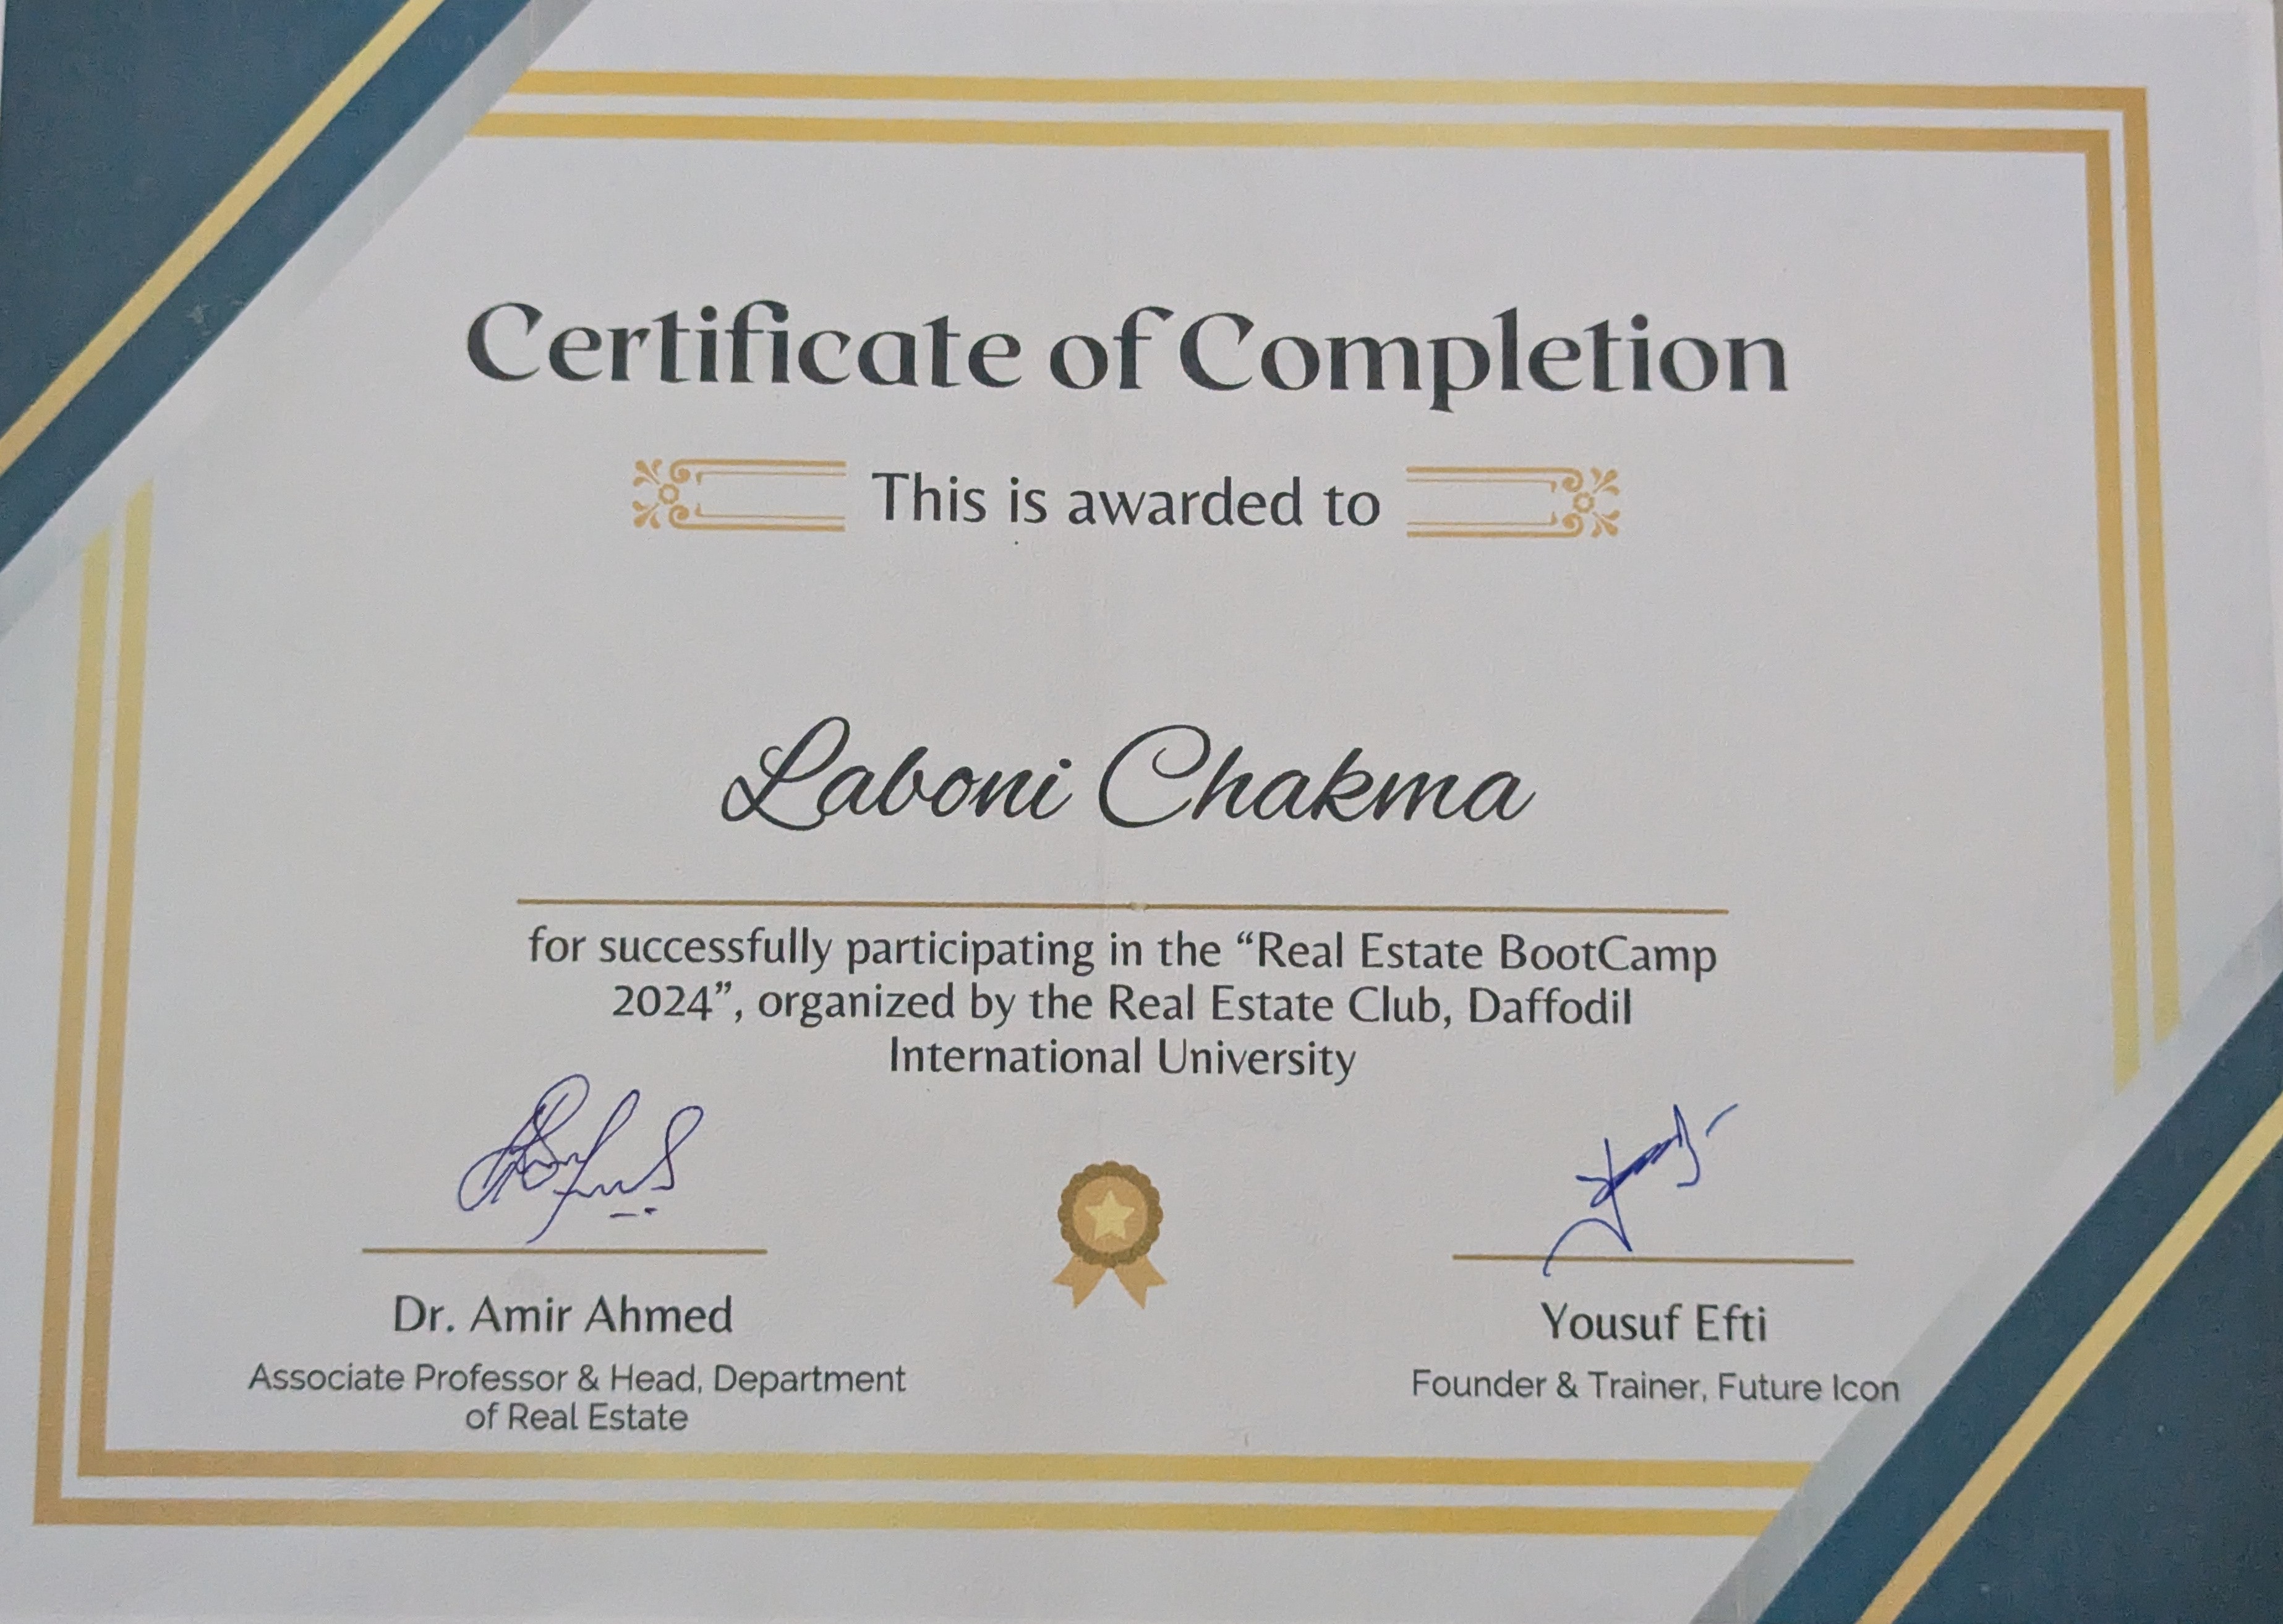 Certificate of Completion
This is awarded to
Laboni Chakma
for successfully participating in the “Real Estate BootCamp
2024”, organized by the Real Estate Club, Daffodil
International University
Dr. Amir Ahmed
Associate Professor & Head, Department
of Real Estate
Yousuf Efti
Founder & Trainer, Future Icon